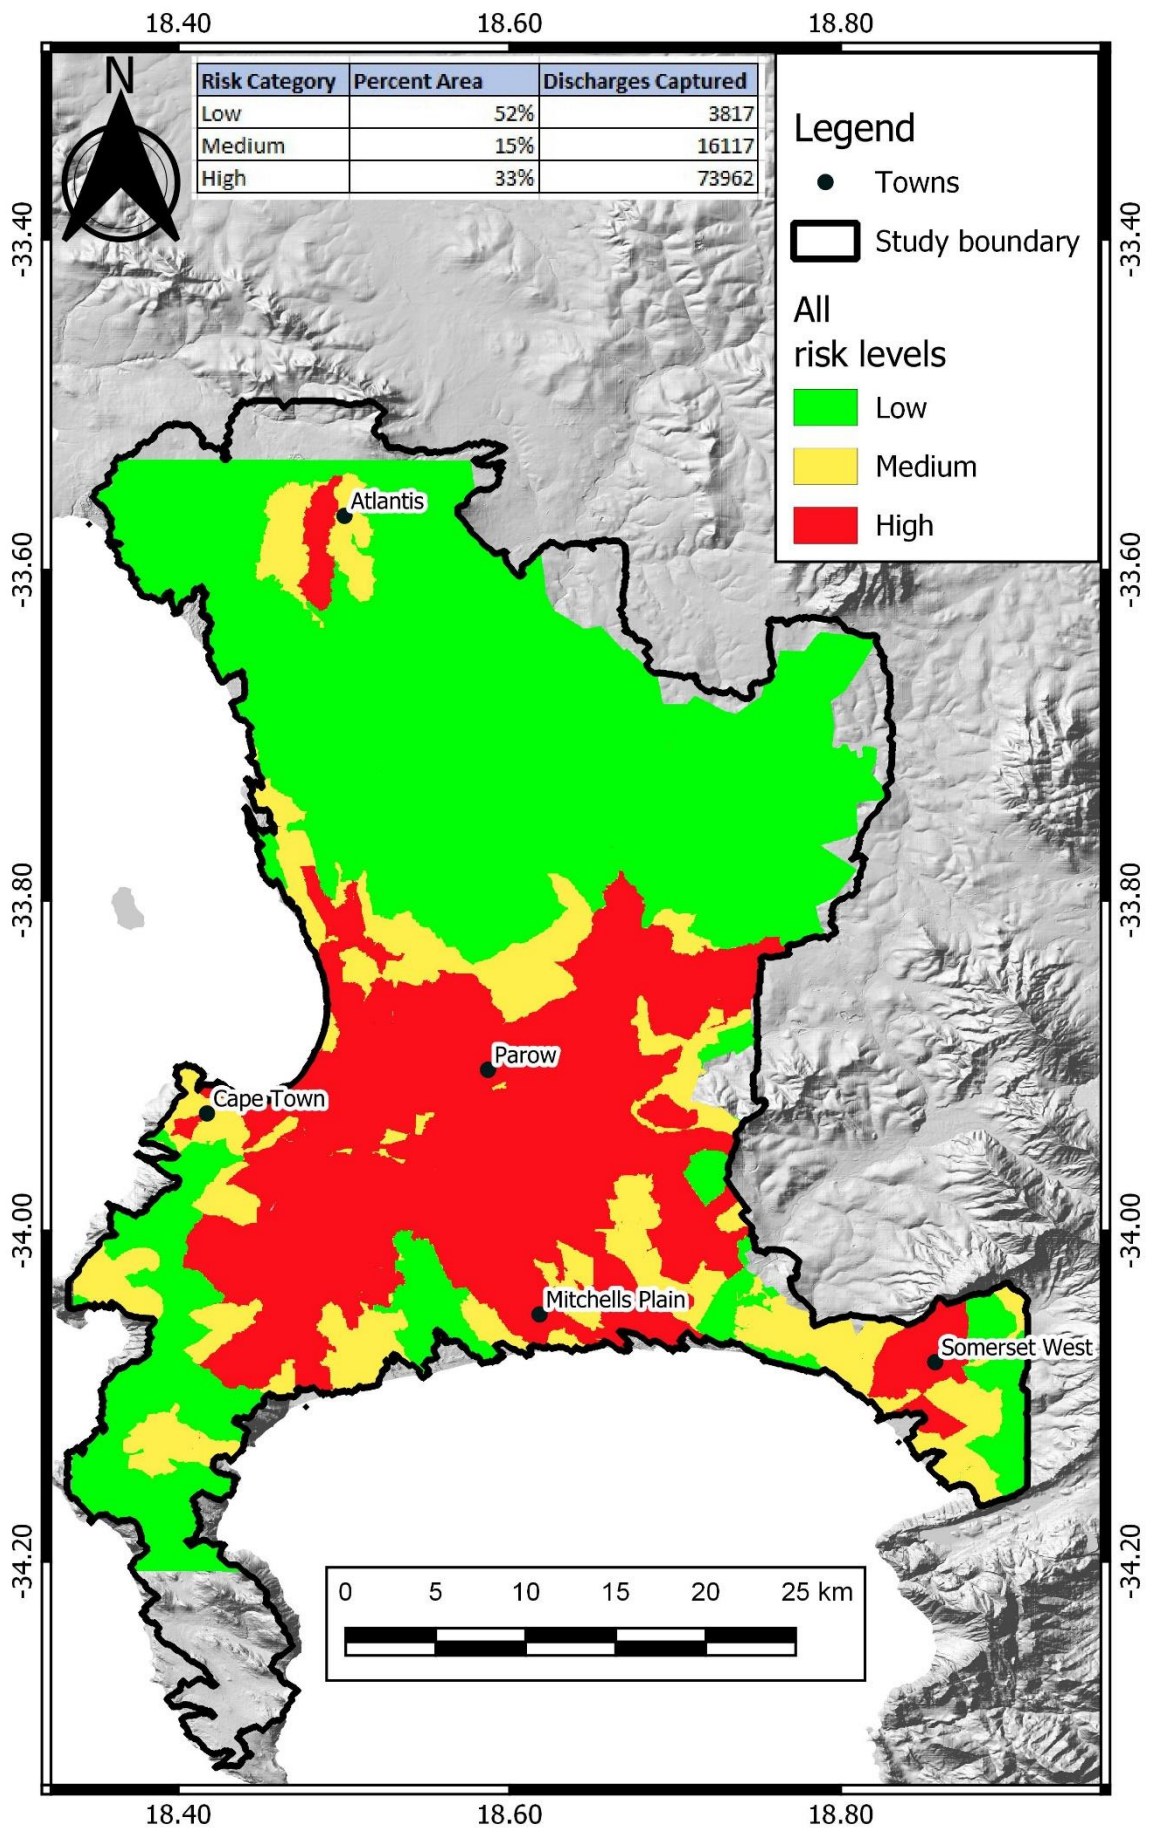 18.40 18.60 18.80
N
Risk Category Percent Area Discharges Captured
Low 52% 3817
Medium 15% 16117
High 33% 73962
Legend
Towns
Study boundary
All
risk levels
Low
Medium
High
-33.40 -33.40
Atlantis
-33.60 -33.60
-33.80 -33.80
Parow
Cape Town
-34.00 -34.00
Mitchells Plain
Somerset West
-34.20 -34.20
0 5 10 15 20 25 km
18.40 18.60 18.80